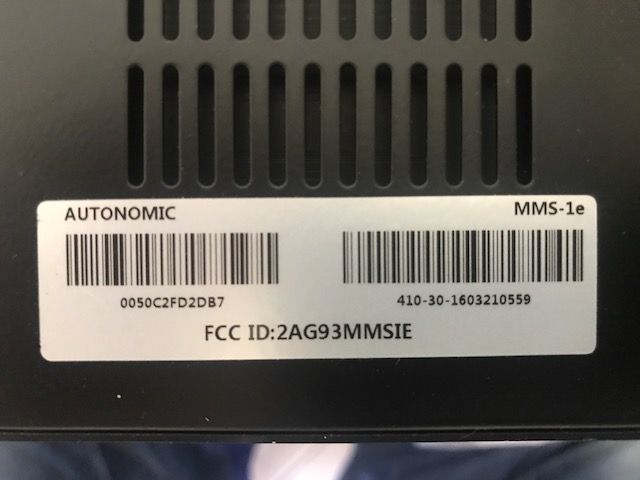 AUTONOMIC
MMS-1e
0050C2FD2DB7
410-30-1603210559
FCC ID:2AG93MMSIE